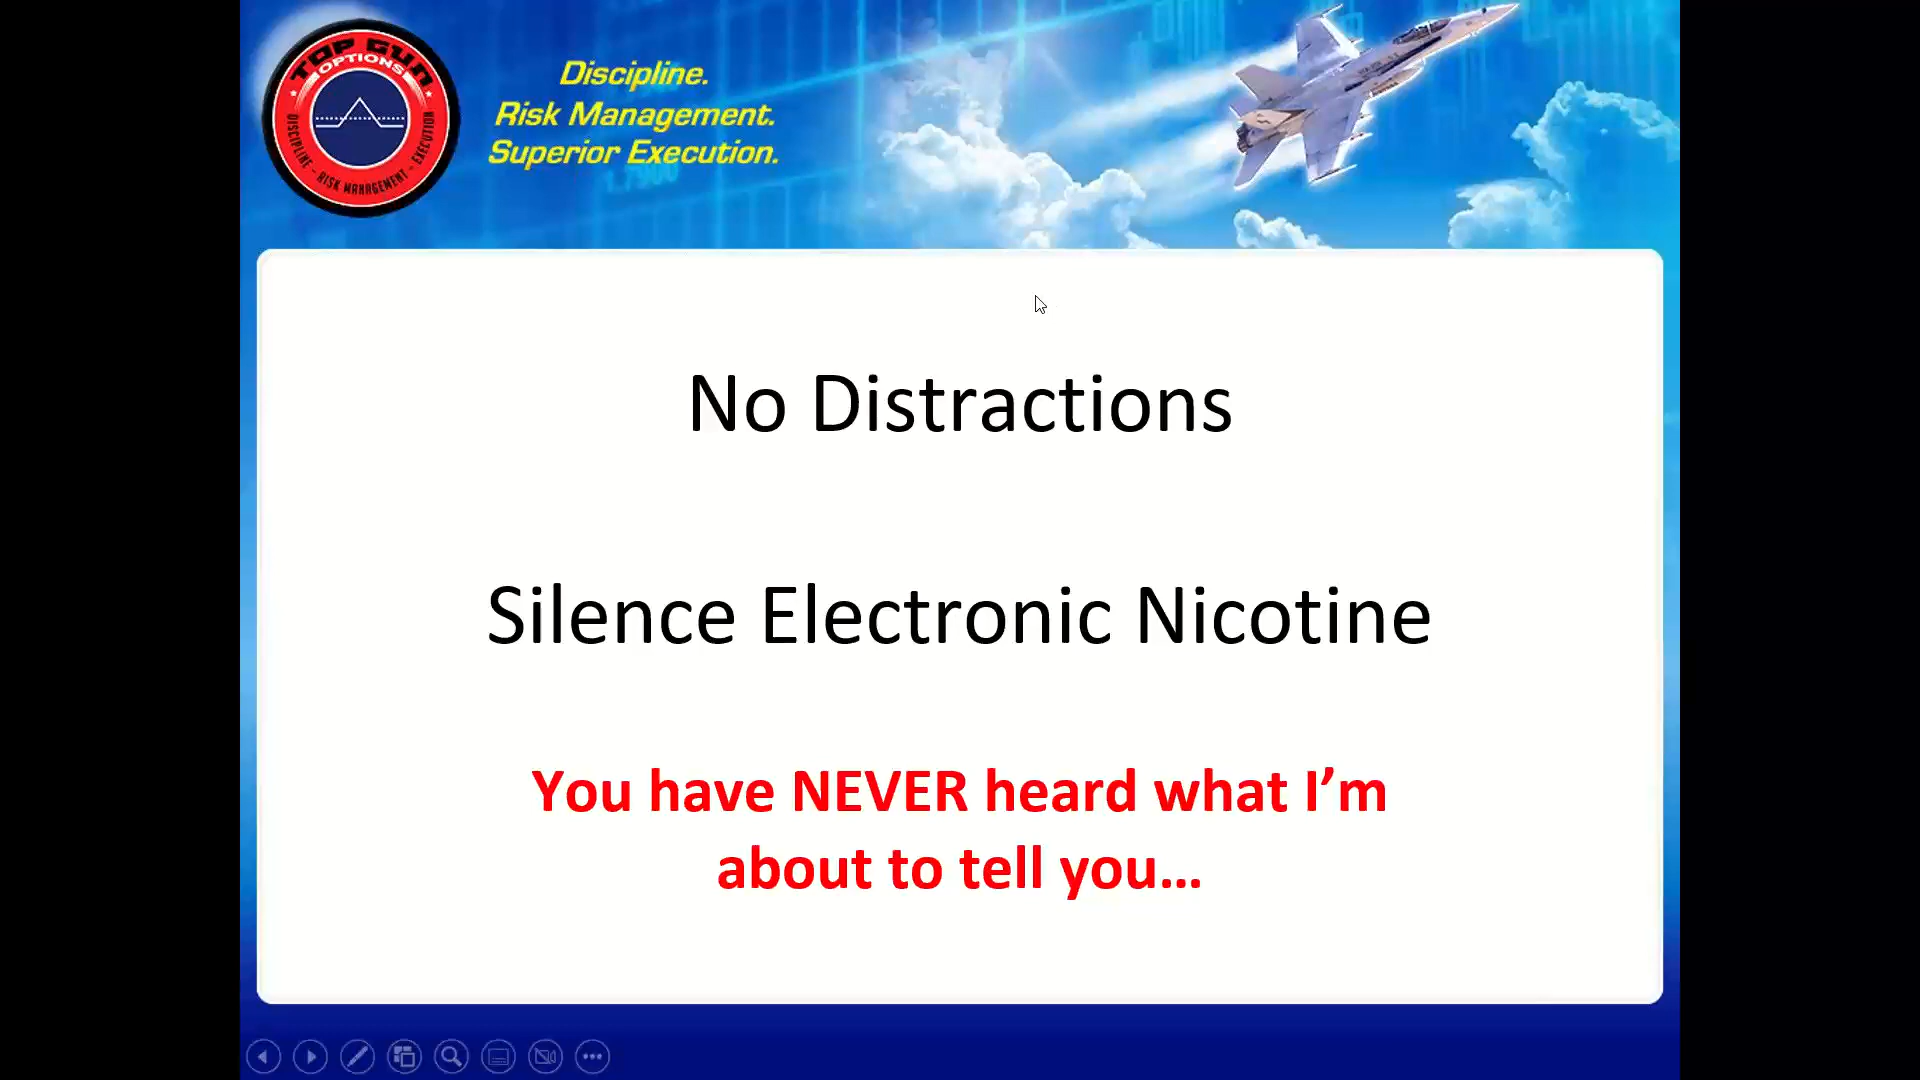 TOP GUN
OPTIONS
DISCIPLINE - RISK MANAGEMENT - EXECUTION
Discipline.
Risk Management.
Superior Execution.
No Distractions
Silence Electronic Nicotine
You have NEVER heard what I’m
about to tell you…